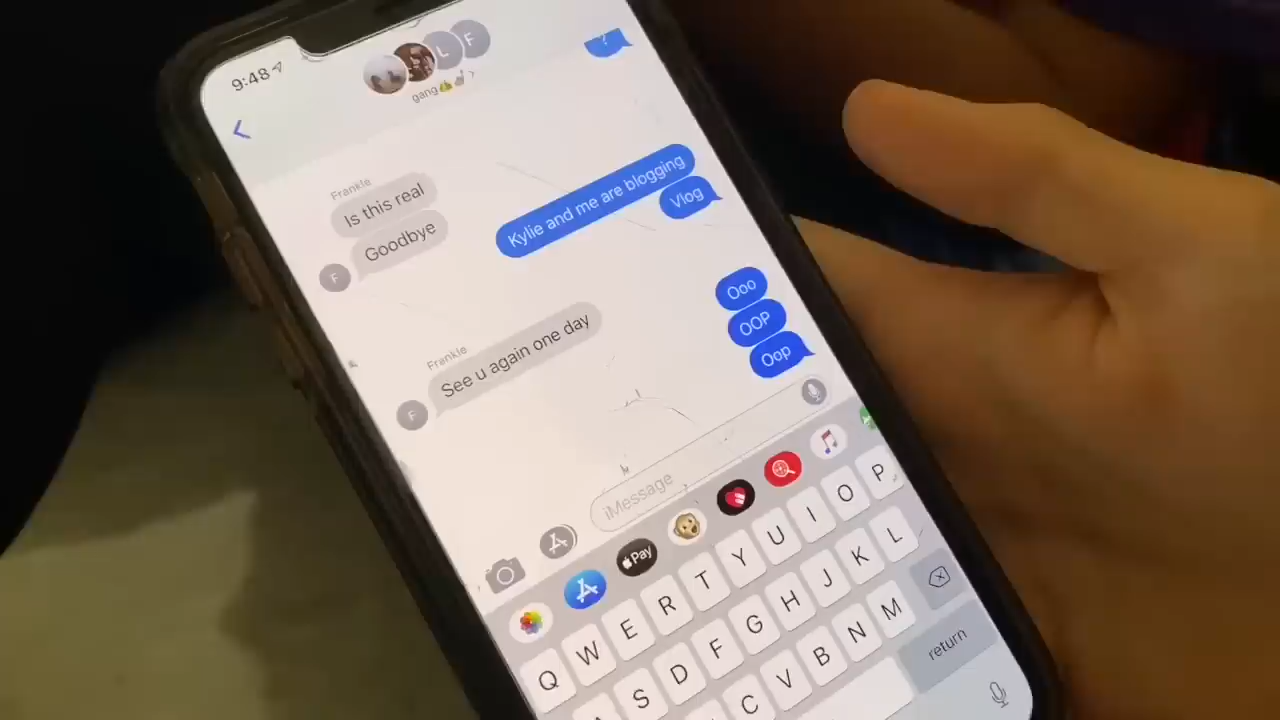 9:48
L F
gang
?
Kylie and me are blogging
Vlog
Frankie
Is this real
Goodbye
F
Ooo
OOP
Oop
Frankie
See u again one day
F
iMessage
Pay
Q W E R T Y U I O P
A S D F G H J K L
C V B N M
return